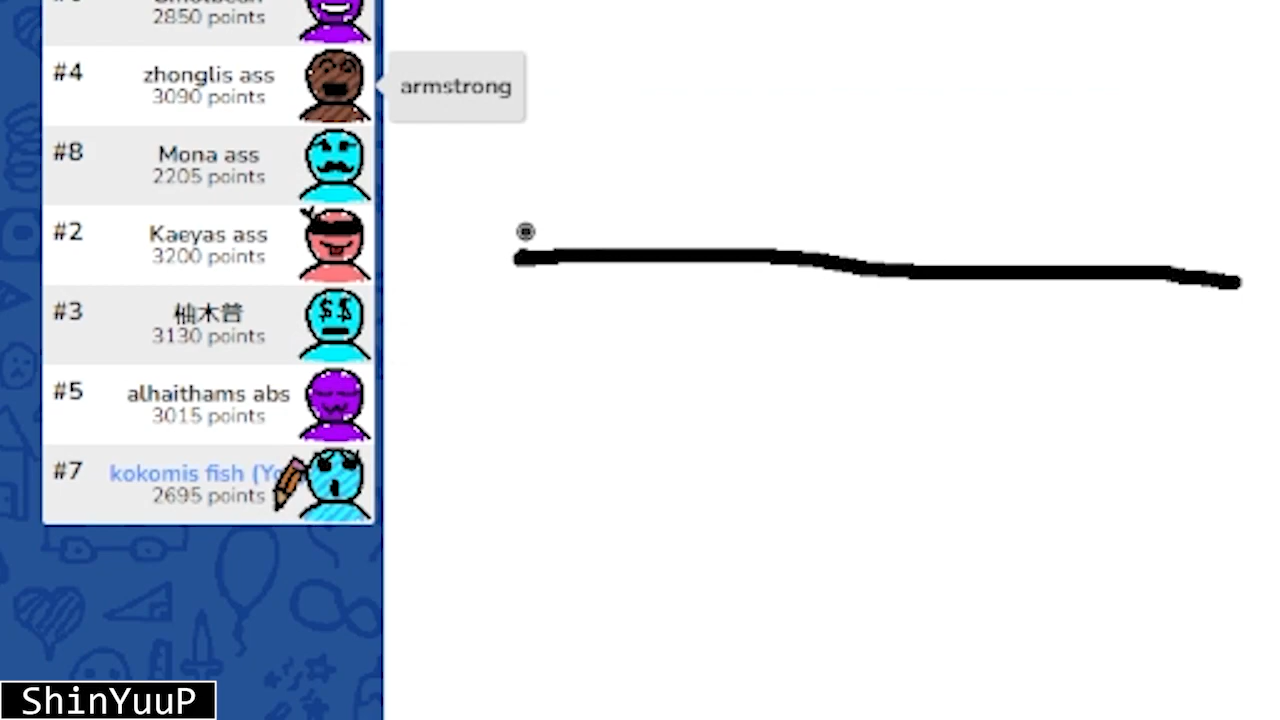 2850 points
#4
zhonglis ass
3090 points
armstrong
#8
Mona ass
2205 points
#2
Kaeyas ass
3200 points
#3
柚木普
3130 points
#5
alhaithams abs
3015 points
#7
kokomis fish (Yo
2695 points
ShinYuuP